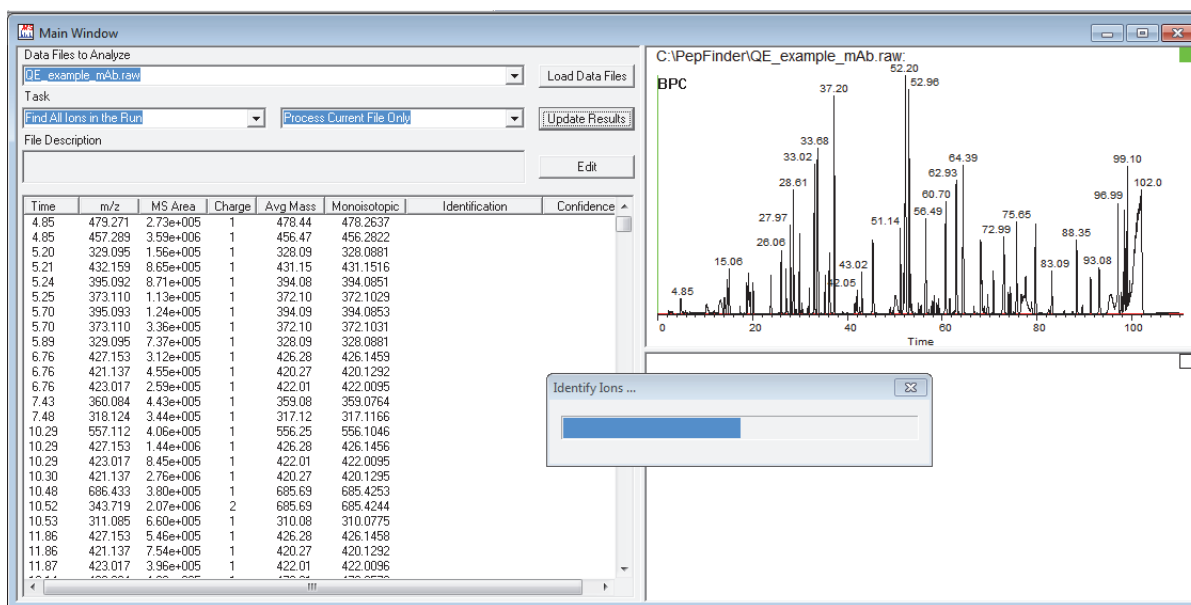 Main Window
Data Files to Analyze
QE_example_mAb.raw
Load Data Files
Task
Find All Ions in the Run
Process Current File Only
Update Results
File Description
Edit
Time m/z MS Area Charge Avg Mass Monoisotopic Identification Confidence
4.85 479.271 2.73e+005 1 478.44 478.2637
4.85 457.289 3.59e+006 1 456.47 456.2822
5.20 329.095 1.56e+005 1 328.09 328.0881
5.21 432.159 8.65e+005 1 431.15 431.1516
5.24 395.092 8.71e+005 1 394.08 394.0851
5.25 373.110 1.13e+005 1 372.10 372.1029
5.70 395.093 1.24e+005 1 394.09 394.0853
5.70 373.110 3.36e+005 1 372.10 372.1031
5.89 329.095 7.37e+005 1 328.09 328.0881
6.76 427.153 3.12e+005 1 426.28 426.1459
6.76 421.137 4.55e+005 1 420.27 420.1292
6.76 423.017 2.59e+005 1 422.01 422.0095
7.43 360.084 4.43e+005 1 359.08 359.0764
7.48 318.124 3.44e+005 1 317.12 317.1166
10.29 557.112 4.06e+005 1 556.25 556.1046
10.29 427.153 1.44e+006 1 426.28 426.1456
10.29 423.017 8.45e+005 1 422.01 422.0095
10.30 421.137 2.76e+006 1 420.27 420.1295
10.48 686.433 3.80e+005 1 685.69 685.4253
10.52 343.719 2.07e+006 2 685.69 685.4244
10.53 311.085 6.60e+005 1 310.08 310.0775
11.86 427.153 5.46e+005 1 426.28 426.1458
11.86 421.137 7.54e+005 1 420.27 420.1292
11.87 423.017 3.96e+005 1 422.01 422.0096
C:\PepFinder\QE_example_mAb.raw:
BPC
52.20
52.96
37.20
33.68
33.02
64.39
99.10
28.61
62.93
102.0
60.70
96.99
27.97
51.14
56.49
75.65
26.06
72.99
88.35
15.06
43.02
42.05
83.09
93.08
4.85
0 20 40 60 80 100
Time
Identify Ions ...